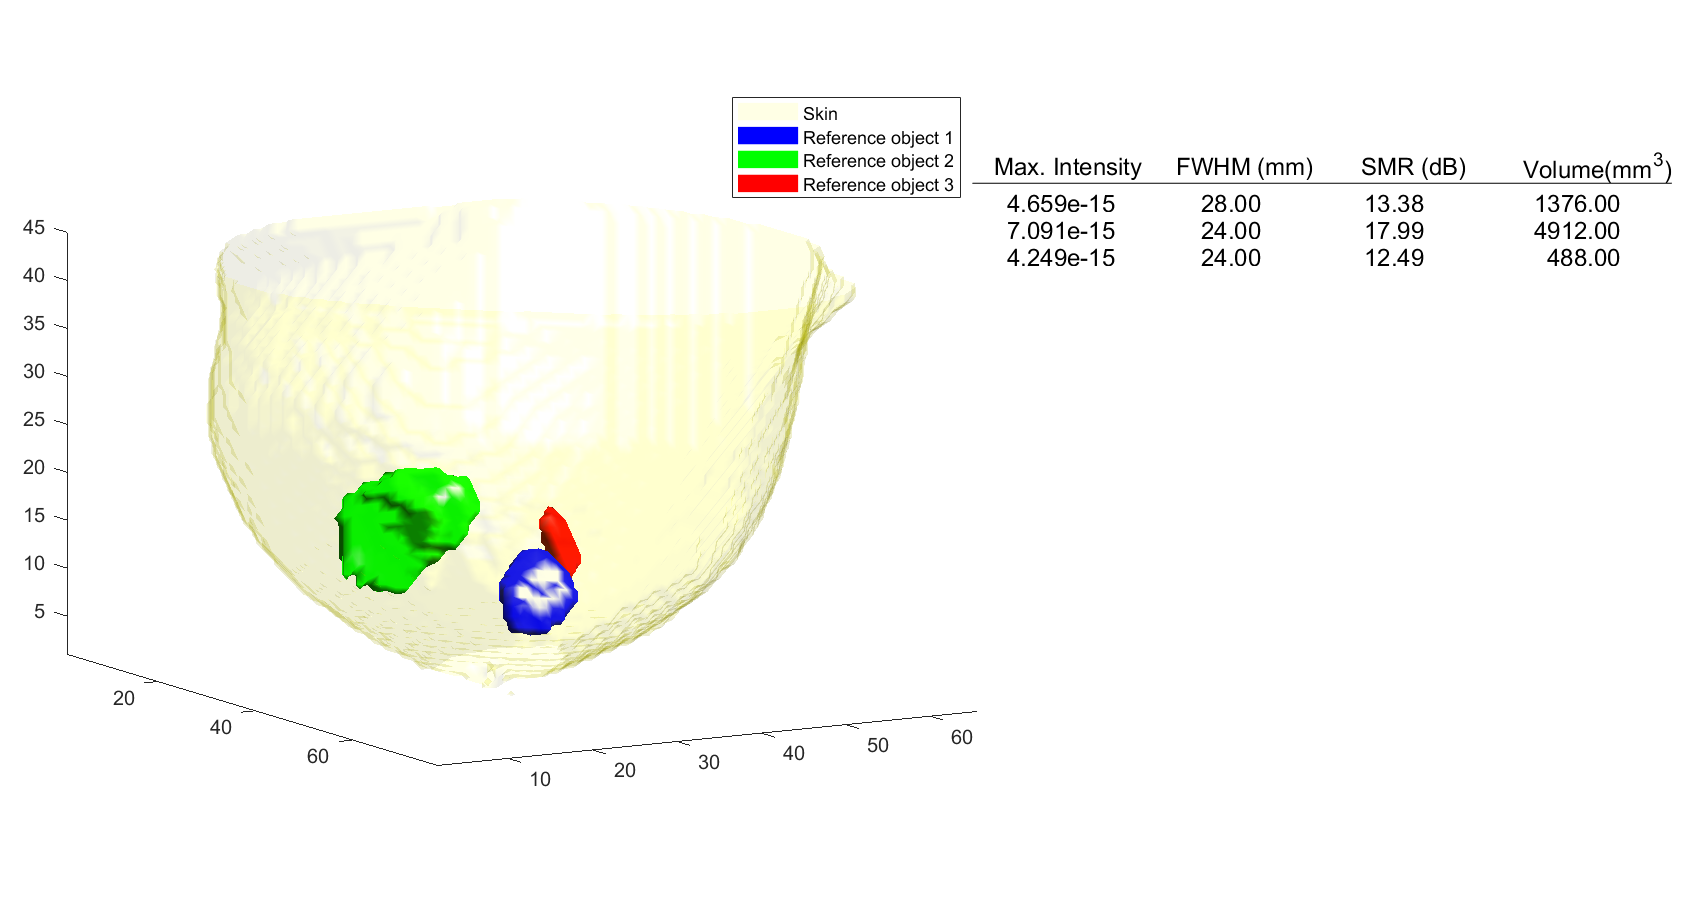 Skin
Reference object 1
Reference object 2
Reference object 3
Max. Intensity FWHM (mm) SMR (dB) Volume(mm³)
4.659e-15 28.00 13.38 1376.00
7.091e-15 24.00 17.99 4912.00
4.249e-15 24.00 12.49 488.00
45
40
35
30
25
20
15
10
5
20
40
60
10
20
30
40
50
60